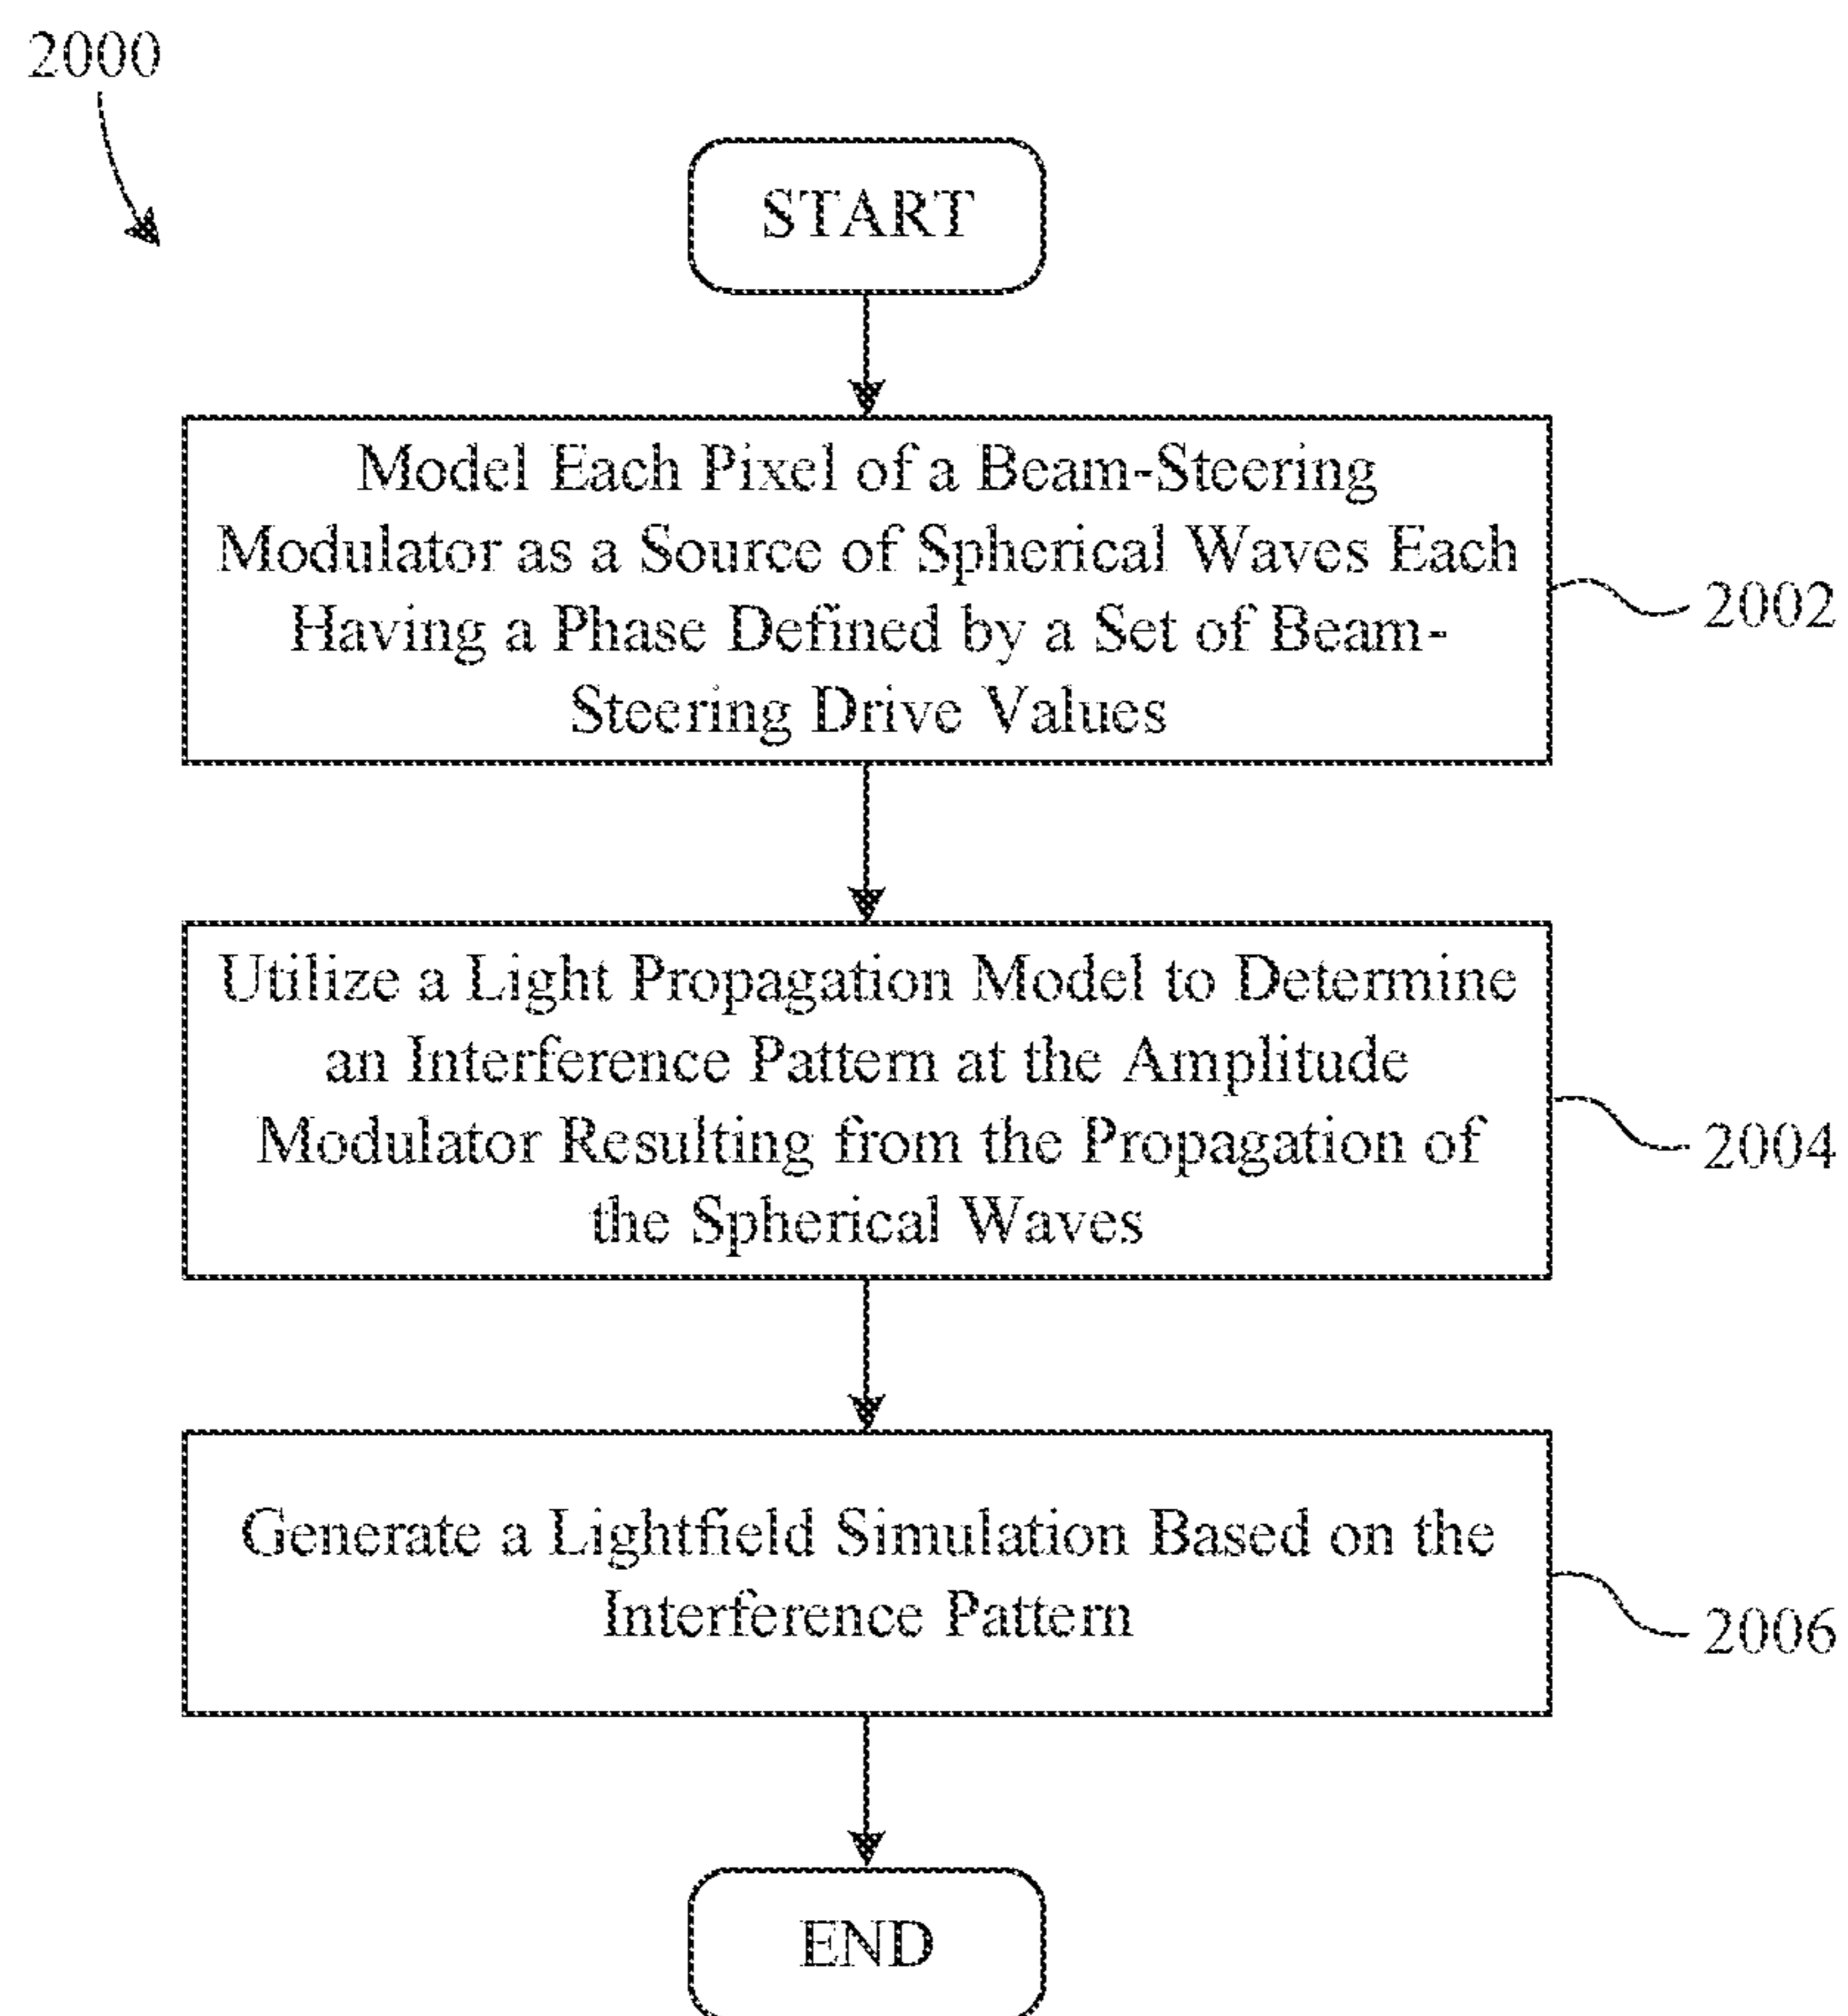 2000
START
Model Each Pixel of a Beam-Steering
Modulator as a Source of Spherical Waves Each
Having a Phase Defined by a Set of Beam-
Steering Drive Values
2002
Utilize a Light Propagation Model to Determine
an Interference Pattern at the Amplitude
Modulator Resulting from the Propagation of
the Spherical Waves
2004
Generate a Lightfield Simulation Based on the
Interference Pattern
2006
END